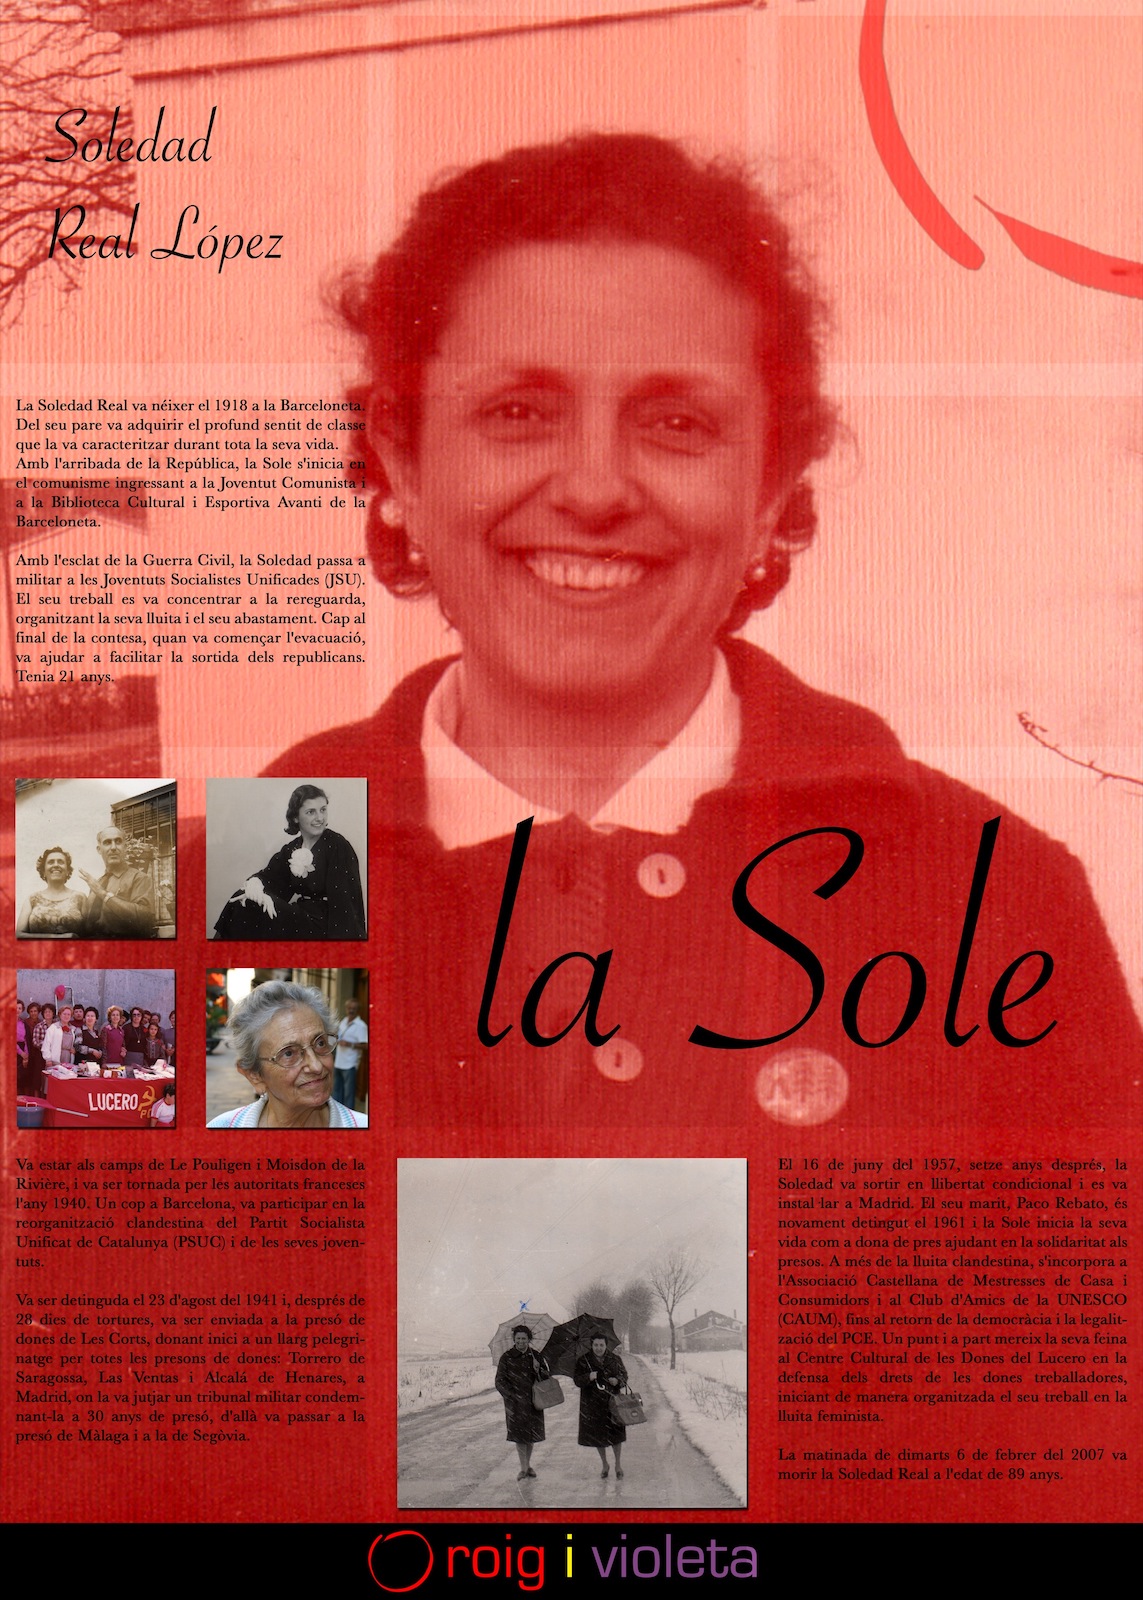 Soledad
Real López
La Soledad Real va néixer el 1918 a la Barceloneta.
Del seu pare va adquirir el profund sentit de classe
que la va caracteritzar durant tota la seva vida.
Amb l'arribada de la República, la Sole s'inicia en
el comunisme ingressant a la Joventut Comunista i
a la Biblioteca Cultural i Esportiva Avanti de la
Barceloneta.
Amb l'esclat de la Guerra Civil, la Soledad passa a
militar a les Joventuts Socialistes Unificades (JSU).
El seu treball es va concentrar a la rereguarda,
organitzant la seva lluita i el seu abastament. Cap al
final de la contesa, quan va començar l'evacuació,
va ajudar a facilitar la sortida dels republicans.
Tenia 21 anys.
la Sole
LUCERO
PC
Va estar als camps de Le Pouligen i Moisdon de la
Rivière, i va ser tornada per les autoritats franceses
l'any 1940. Un cop a Barcelona, va participar en la
reorganització clandestina del Partit Socialista
Unificat de Catalunya (PSUC) i de les seves joven-
tuts.
Va ser detinguda el 23 d'agost del 1941 i, després de
28 dies de tortures, va ser enviada a la presó de
dones de Les Corts, donant inici a un llarg pelegri-
natge per totes les presons de dones: Torrero de
Saragossa, Las Ventas i Alcalá de Henares, a
Madrid, on la va jutjar un tribunal militar condem-
nant-la a 30 anys de presó, d'allà va passar a la
presó de Màlaga i a la de Segòvia.
El 16 de juny del 1957, setze anys després, la
Soledad va sortir en llibertat condicional i es va
instal·lar a Madrid. El seu marit, Paco Rebato, és
novament detingut el 1961 i la Sole inicia la seva
vida com a dona de pres ajudant en la solidaritat als
presos. A més de la lluita clandestina, s'incorpora a
l'Associació Castellana de Mestresses de Casa i
Consumidors i al Club d'Amics de la UNESCO
(CAUM), fins al retorn de la democràcia i la legalit-
zació del PCE. Un punt i a part mereix la seva feina
al Centre Cultural de les Dones del Lucero en la
defensa dels drets de les dones treballadores,
iniciant de manera organitzada el seu treball en la
lluita feminista.
La matinada de dimarts 6 de febrer del 2007 va
morir la Soledad Real a l'edat de 89 anys.
roig i violeta